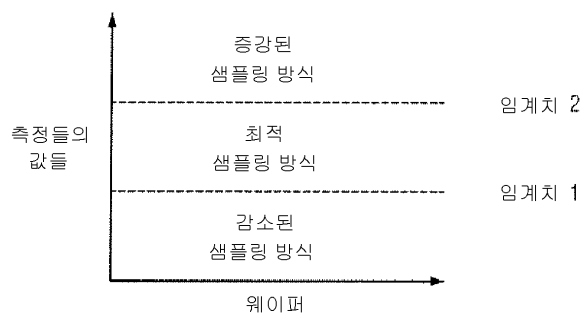 증강된
샘플링 방식
임계치 2
측정들의
값들
최적
샘플링 방식
임계치 1
감소된
샘플링 방식
웨이퍼